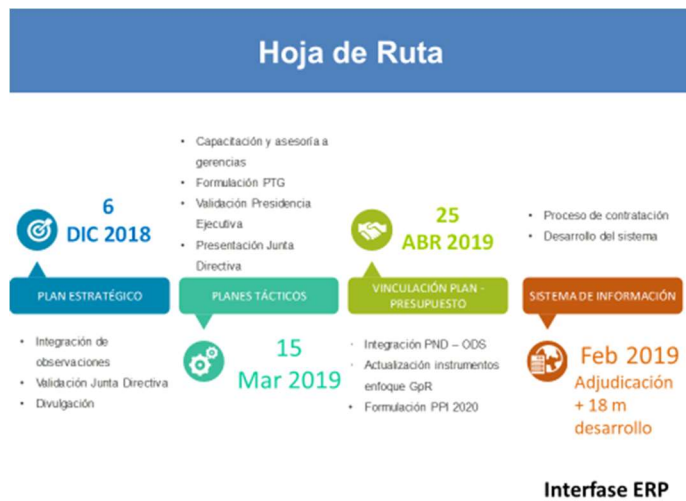 Hoja de Ruta
6
DIC 2018
PLAN ESTRATÉGICO
• Integración de
observaciones
• Validación Junta Directiva
• Divulgación
• Capacitación y asesoría a
gerencias
• Formulación PTG
• Validación Presidencia
Ejecutiva
• Presentación Junta
Directiva
PLANES TÁCTICOS
15
Mar 2019
25
ABR 2019
VINCULACIÓN PLAN -
PRESUPUESTO
· Integración PND – ODS
• Actualización instrumentos
enfoque GpR
• Formulación PPI 2020
• Proceso de contratación
• Desarrollo del sistema
SISTEMA DE INFORMACIÓN
Feb 2019
Adjudicación
+ 18 m
desarrollo
Interfase ERP